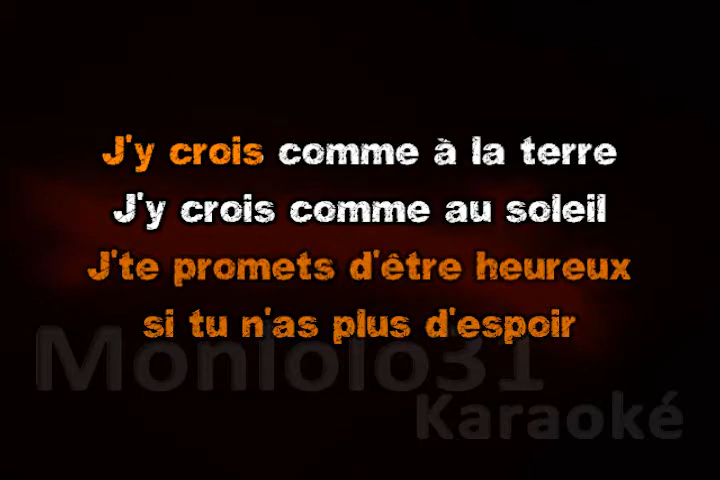 J'y crois comme à la terre
J'y crois comme au soleil
J'te promets d'être heureux
si tu n'as plus d'espoir
Monlolo31
Karaoké